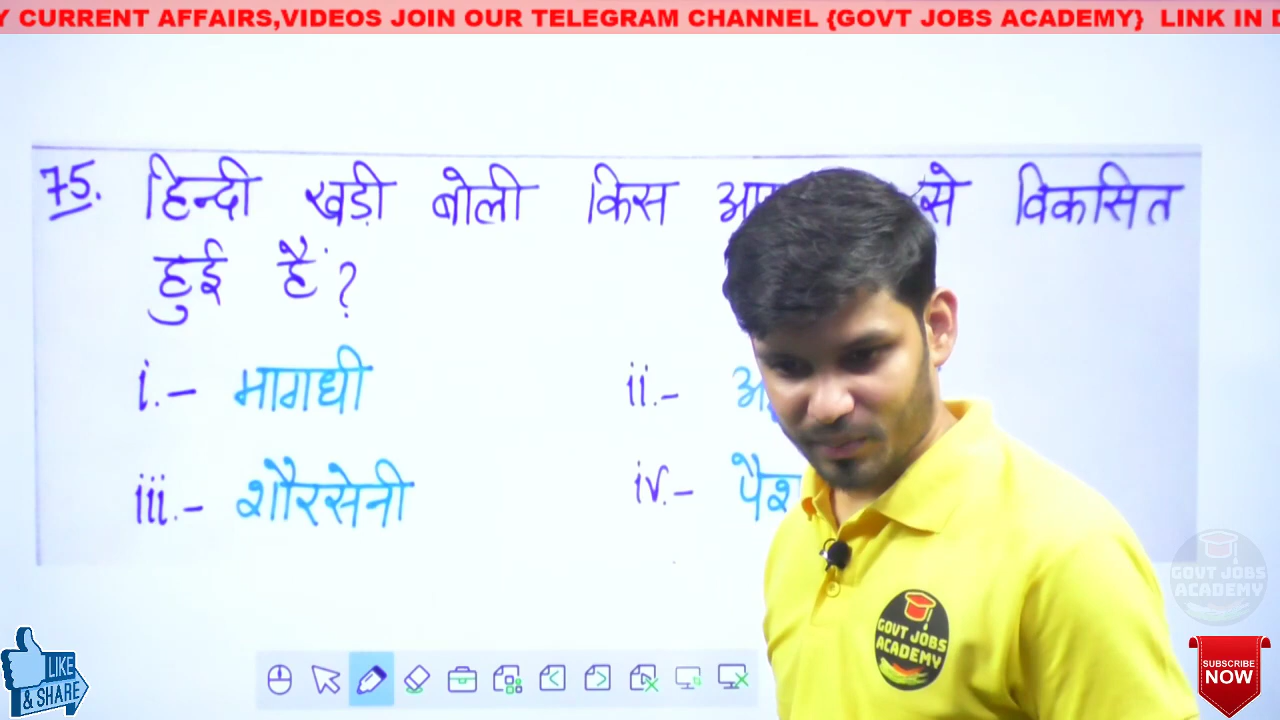 Y CURRENT AFFAIRS,VIDEOS JOIN OUR TELEGRAM CHANNEL {GOVT JOBS ACADEMY} LINK IN
75. हिन्दी खड़ी बोली किस से विकसित
हुई हैं ?
i.- मागधी
ii.-
iii.- शौरसेनी
iv.-
GOVT JOBS
ACADEMY
GOVT JOBS
ACADEMY
LIKE
& SHARE
SUBSCRIBE
NOW